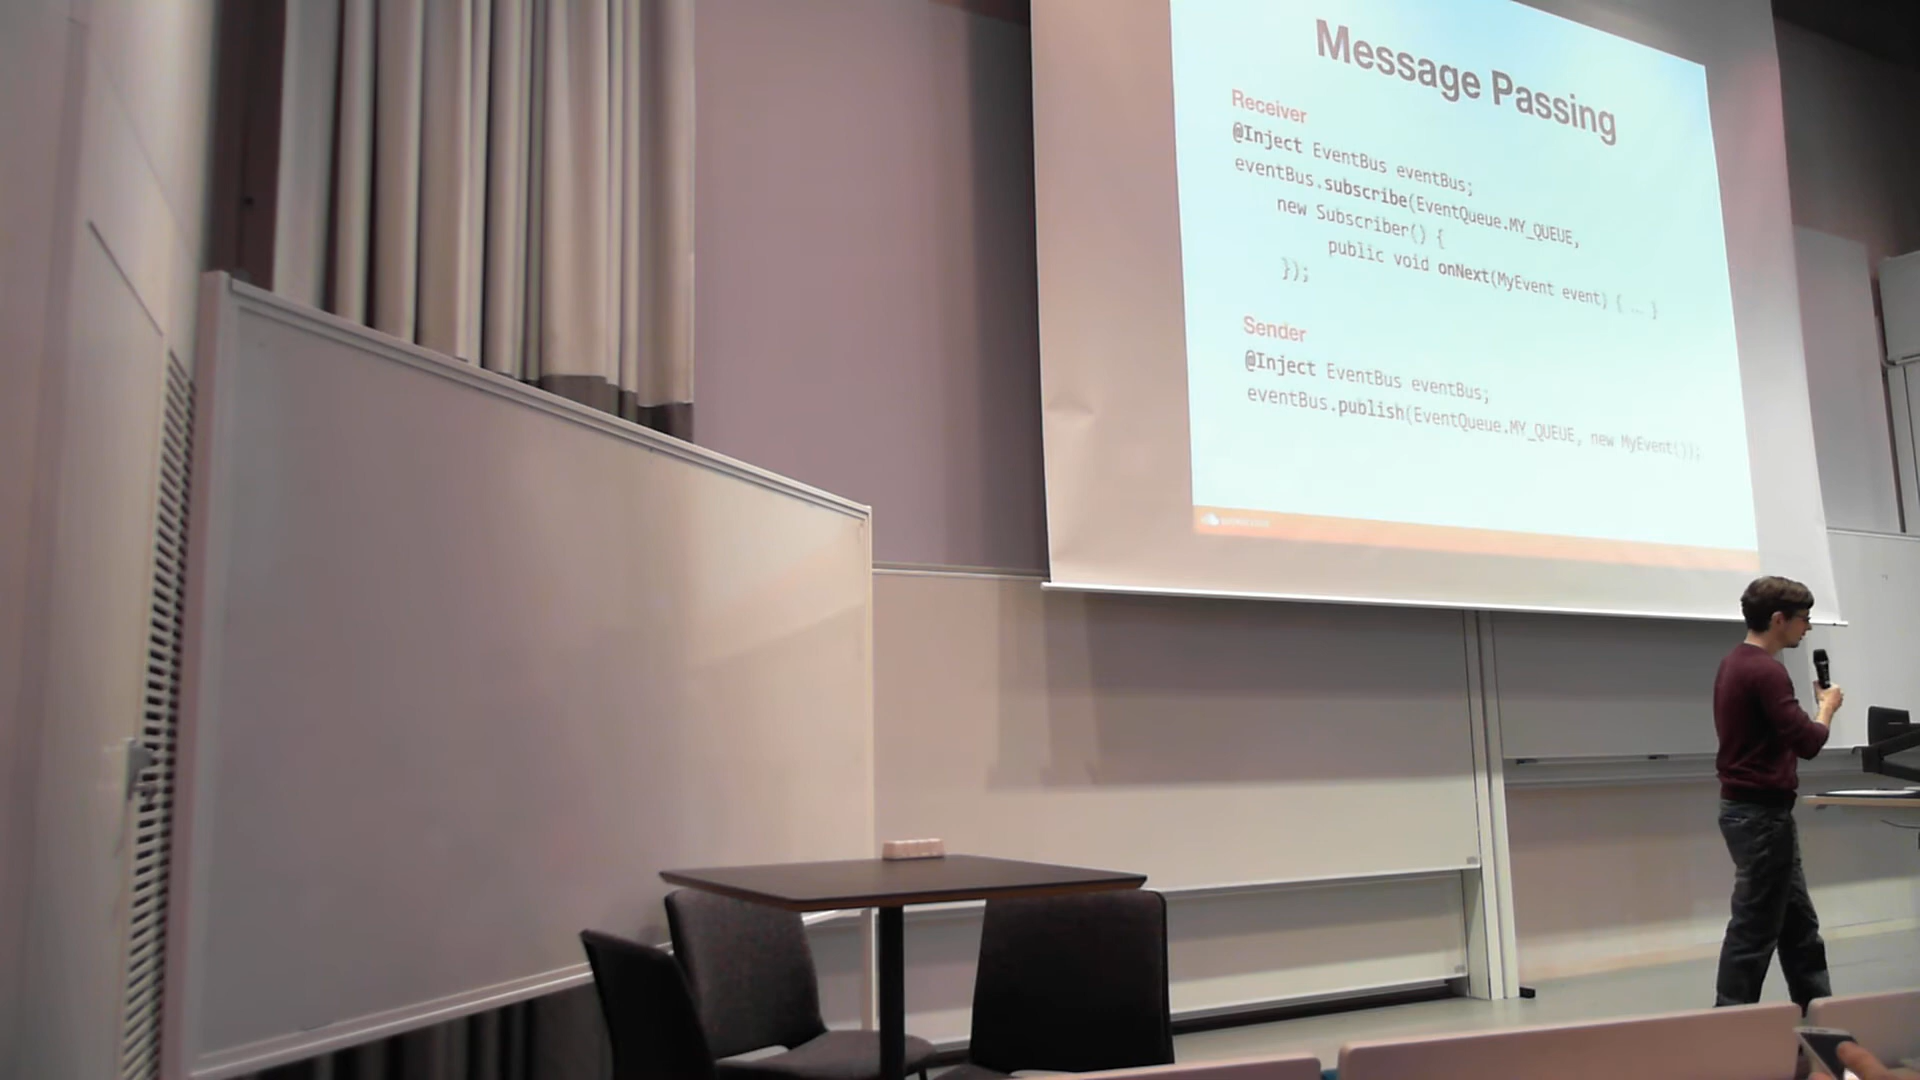 Message Passing
Receiver
@Inject EventBus eventBus;
eventBus.subscribe(EventQueue.MY_QUEUE,
new Subscriber() {
public void onNext(MyEvent event) { … }
});
Sender
@Inject EventBus eventBus;
eventBus.publish(EventQueue.MY_QUEUE, new MyEvent());